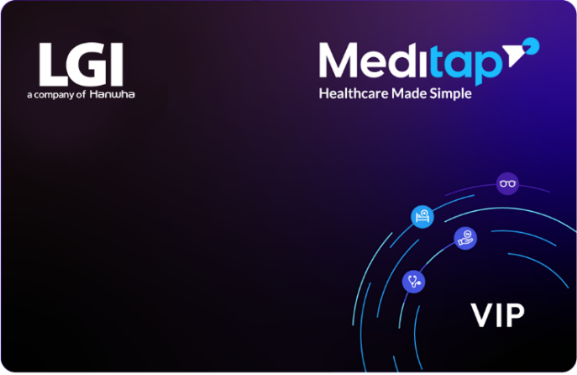 LGI
a company of Hanwha
Meditap
Healthcare Made Simple
VIP